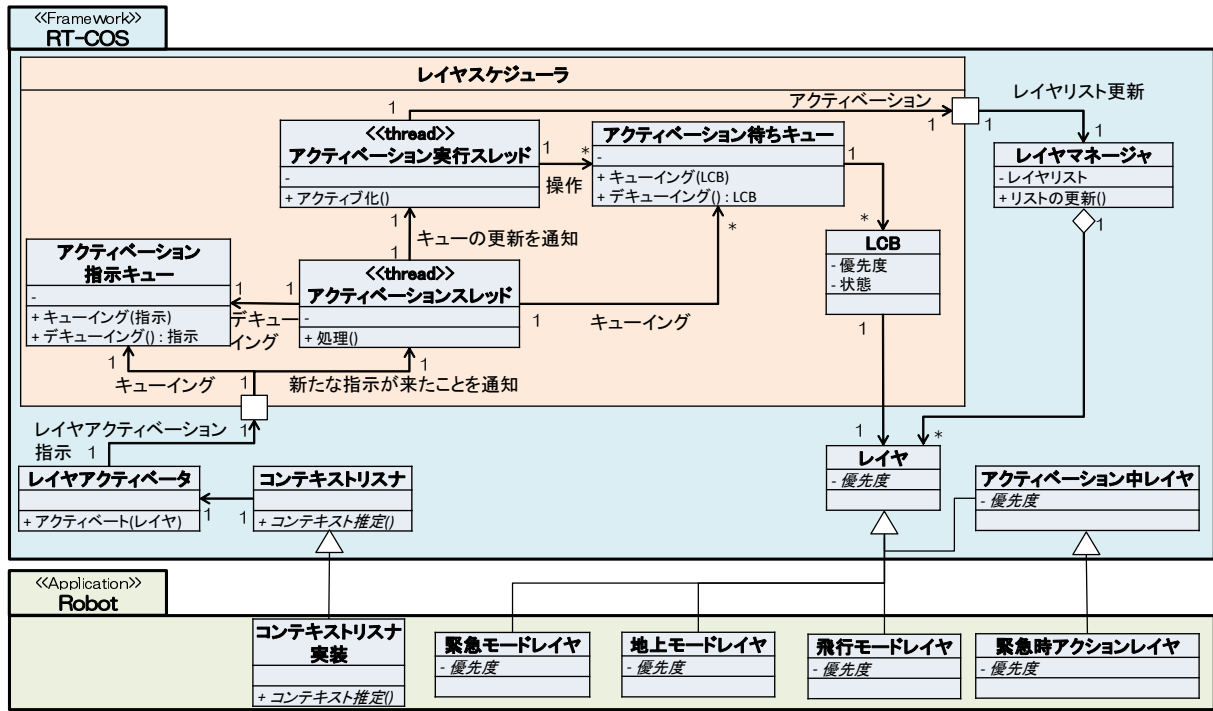 <<Framework>>
RT-COS
レイヤスケジューラ
アクティベーション
レイヤリスト更新
1
1
1
1
<<thread>>
アクティベーション実行スレッド
-
+ アクティブ化()
1
*
操作
アクティベーション待ちキュー
-
+ キューイング(LCB)
+ デキューイング() : LCB
1
*
レイヤマネージャ
- レイヤリスト
+ リストの更新()
1
1
1
キューの更新を通知
*
LCB
- 優先度
- 状態
1
アクティベーション
指示キュー
-
+ キューイング(指示)
+ デキューイング() : 指示
1
1
デキュー
イング
<<thread>>
アクティベーションスレッド
-
+ 処理()
1
キューイング
1
キューイング
1
新たな指示が来たことを通知
1
レイヤアクティベーション
指示
1
1
レイヤアクティベータ
+ アクティベート(レイヤ)
1
1
コンテキストリスナ
+ コンテキスト推定()
1
*
レイヤ
- 優先度
アクティベーション中レイヤ
- 優先度
<<Application>>
Robot
コンテキストリスナ
実装
+ コンテキスト推定()
緊急モードレイヤ
- 優先度
地上モードレイヤ
- 優先度
飛行モードレイヤ
- 優先度
緊急時アクションレイヤ
- 優先度